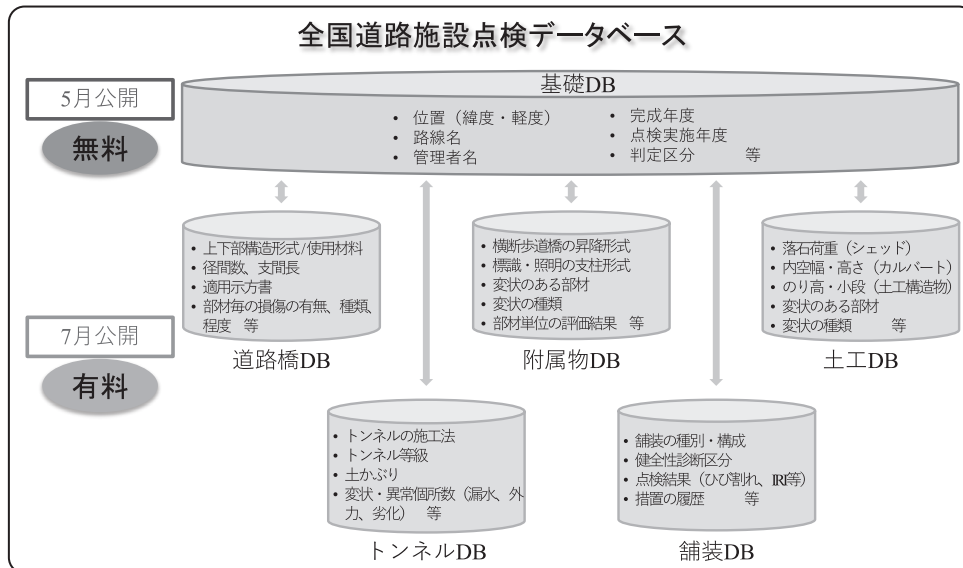 全国道路施設点検データベース
5月公開
無料
基礎DB
• 位置（緯度・軽度）
• 路線名
• 管理者名
• 完成年度
• 点検実施年度
• 判定区分　　等
• 上下部構造形式/使用材料
• 径間数、支間長
• 適用示方書
• 部材毎の損傷の有無、種類、
程度　等
道路橋DB
• 横断歩道橋の昇降形式
• 標識・照明の支柱形式
• 変状のある部材
• 変状の種類
• 部材単位の評価結果　等
附属物DB
• 落石荷重（シェッド）
• 内空幅・高さ（カルバート）
• のり高・小段（土工構造物）
• 変状のある部材
• 変状の種類　　等
土工DB
7月公開
有料
• トンネルの施工法
• トンネル等級
• 土かぶり
• 変状・異常個所数（漏水、外
力、劣化）　等
トンネルDB
• 舗装の種別・構成
• 健全性診断区分
• 点検結果（ひび割れ、IRI等）
• 措置の履歴　　等
舗装DB